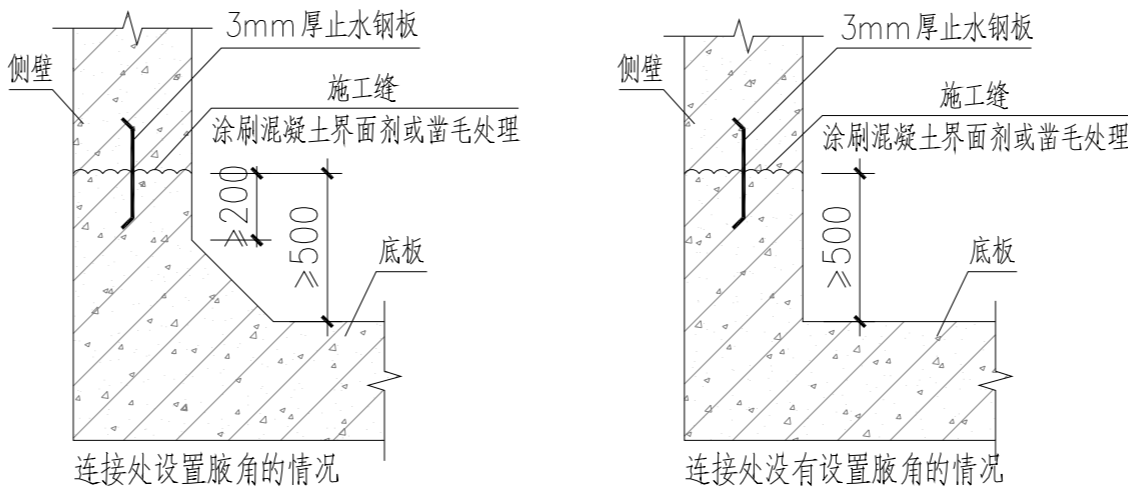 3mm厚止水钢板
侧壁
施工缝
涂刷混凝土界面剂或凿毛处理
≥200
≥500
底板
连接处设置腋角的情况
3mm厚止水钢板
侧壁
施工缝
涂刷混凝土界面剂或凿毛处理
≥500
底板
连接处没有设置腋角的情况